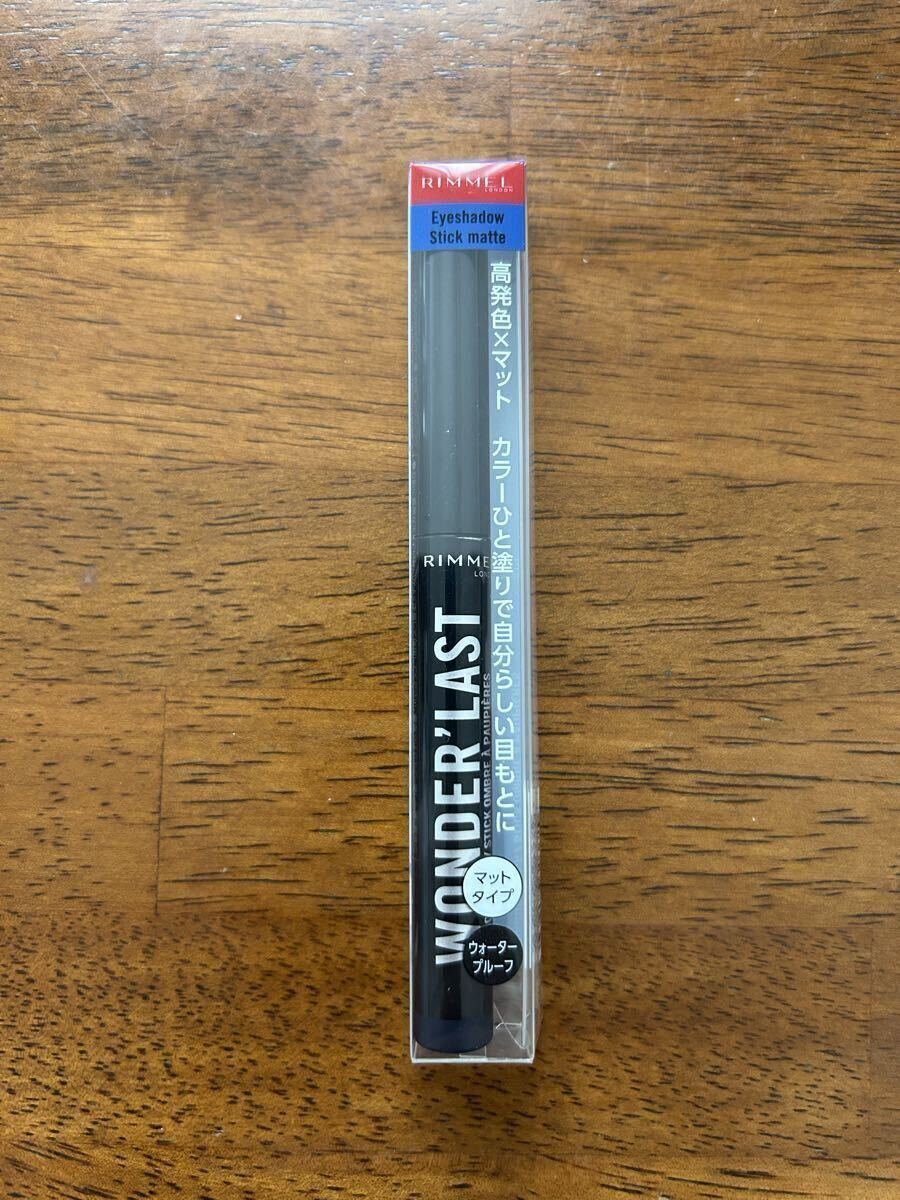 RIMMEL
LONDON
Eyeshadow
Stick matte
高発色×マット カラーひと塗りで自分らしい目もとに
RIMMEL
LON
WONDER'LAST
STICK OMBRE À PAUPIÈRES
マット
タイプ
ウォーター
プルーフ